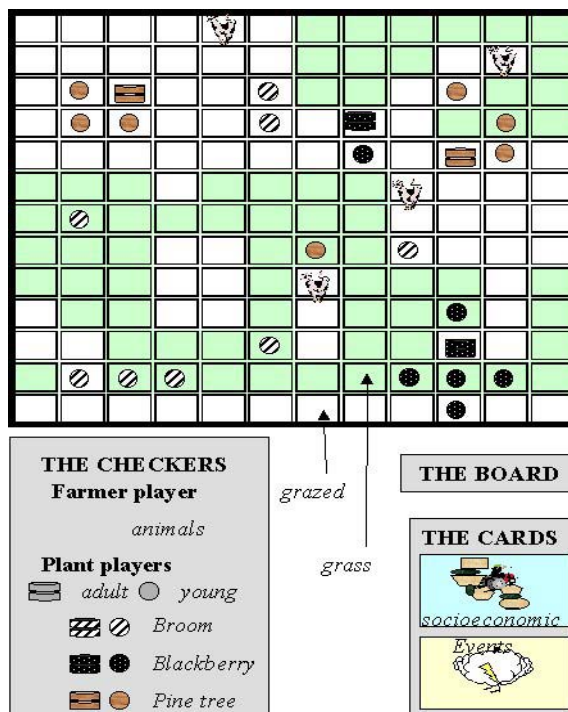 grazed
grass
THE CHECKERS
Farmer player
animals
Plant players
adult
young
Broom
Blackberry
Pine tree
THE BOARD
THE CARDS
socioeconomic
Events